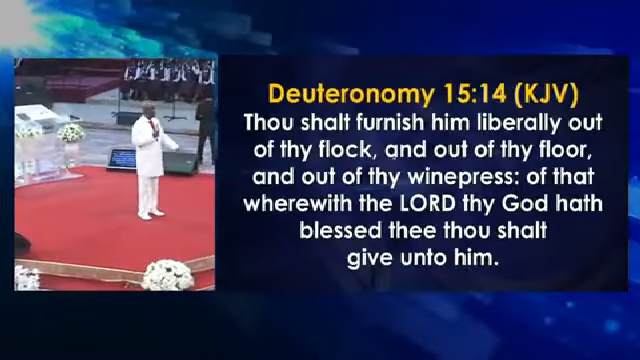 Deuteronomy 15:14 (KJV)
Thou shalt furnish him liberally out
of thy flock, and out of thy floor,
and out of thy winepress: of that
wherewith the LORD thy God hath
blessed thee thou shalt
give unto him.